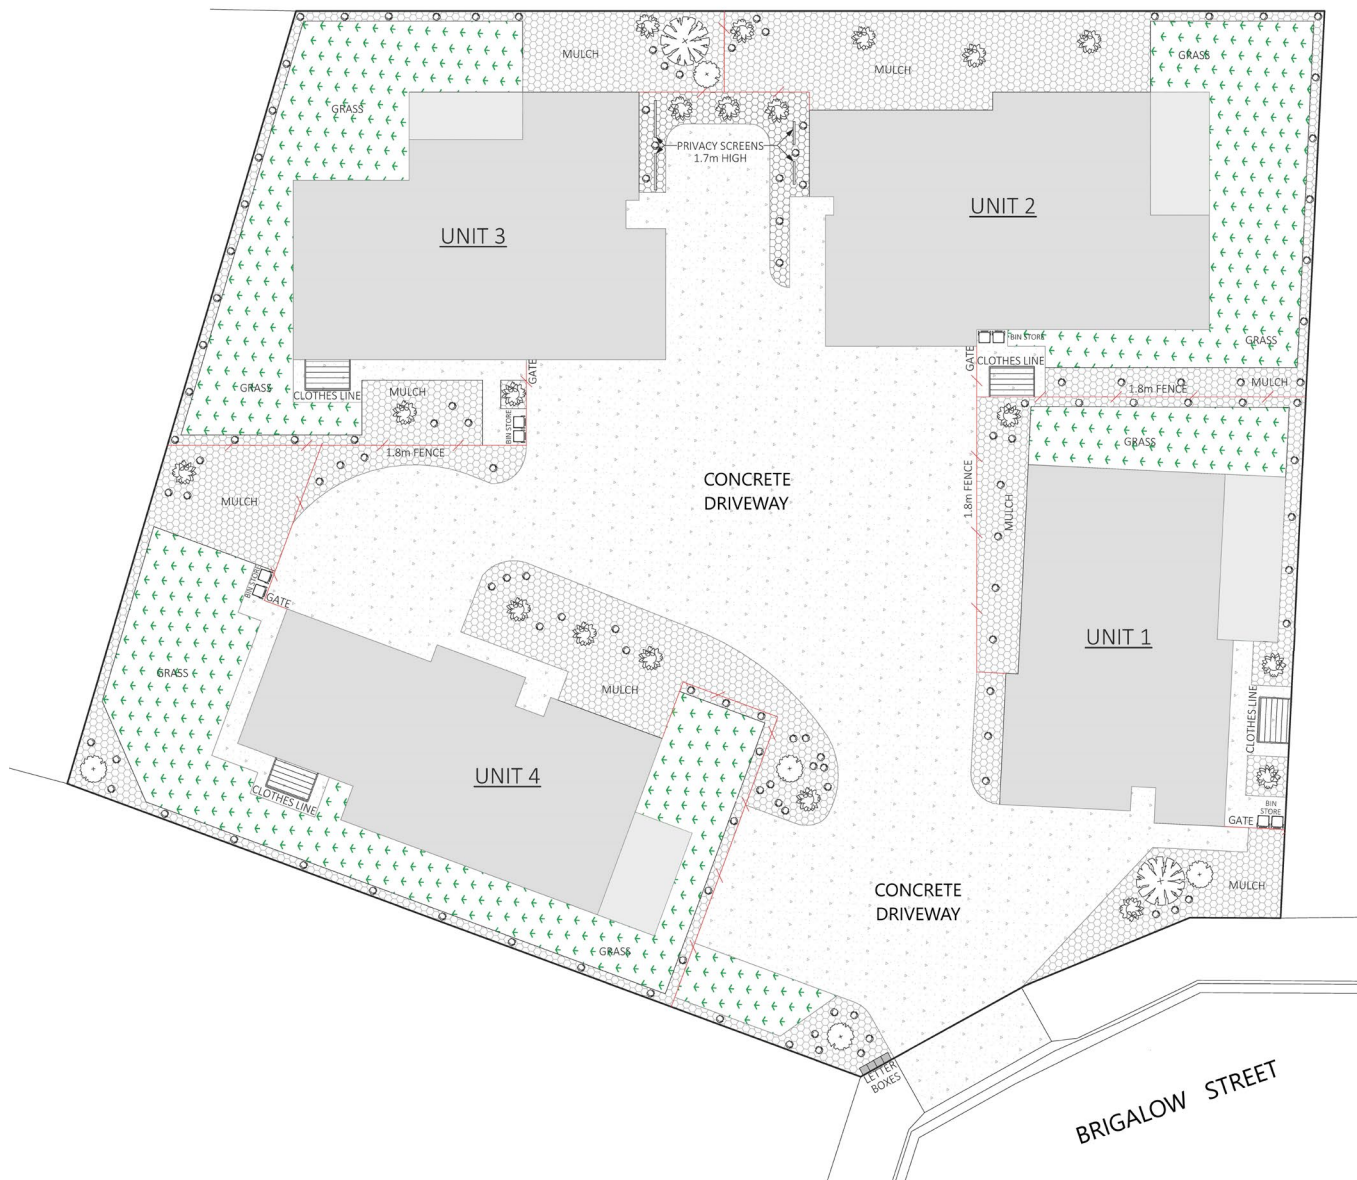 MULCH
MULCH
GRASS
GRASS
PRIVACY SCREENS
1.7m HIGH
UNIT 3
UNIT 2
GATE
BIN STORE
GATE
CLOTHES LINE
GRASS
GRASS
CLOTHES LINE
MULCH
1.8m FENCE
MULCH
BIN STORE
1.8m FENCE
GRASS
MULCH
CONCRETE
DRIVEWAY
1.8m FENCE
MULCH
BIN STORE
GATE
UNIT 1
GRASS
MULCH
CLOTHES LINE
UNIT 4
CLOTHES LINE
BIN
STORE
GATE
CONCRETE
DRIVEWAY
MULCH
GRASS
LETTER
BOXES
BRIGALOW STREET